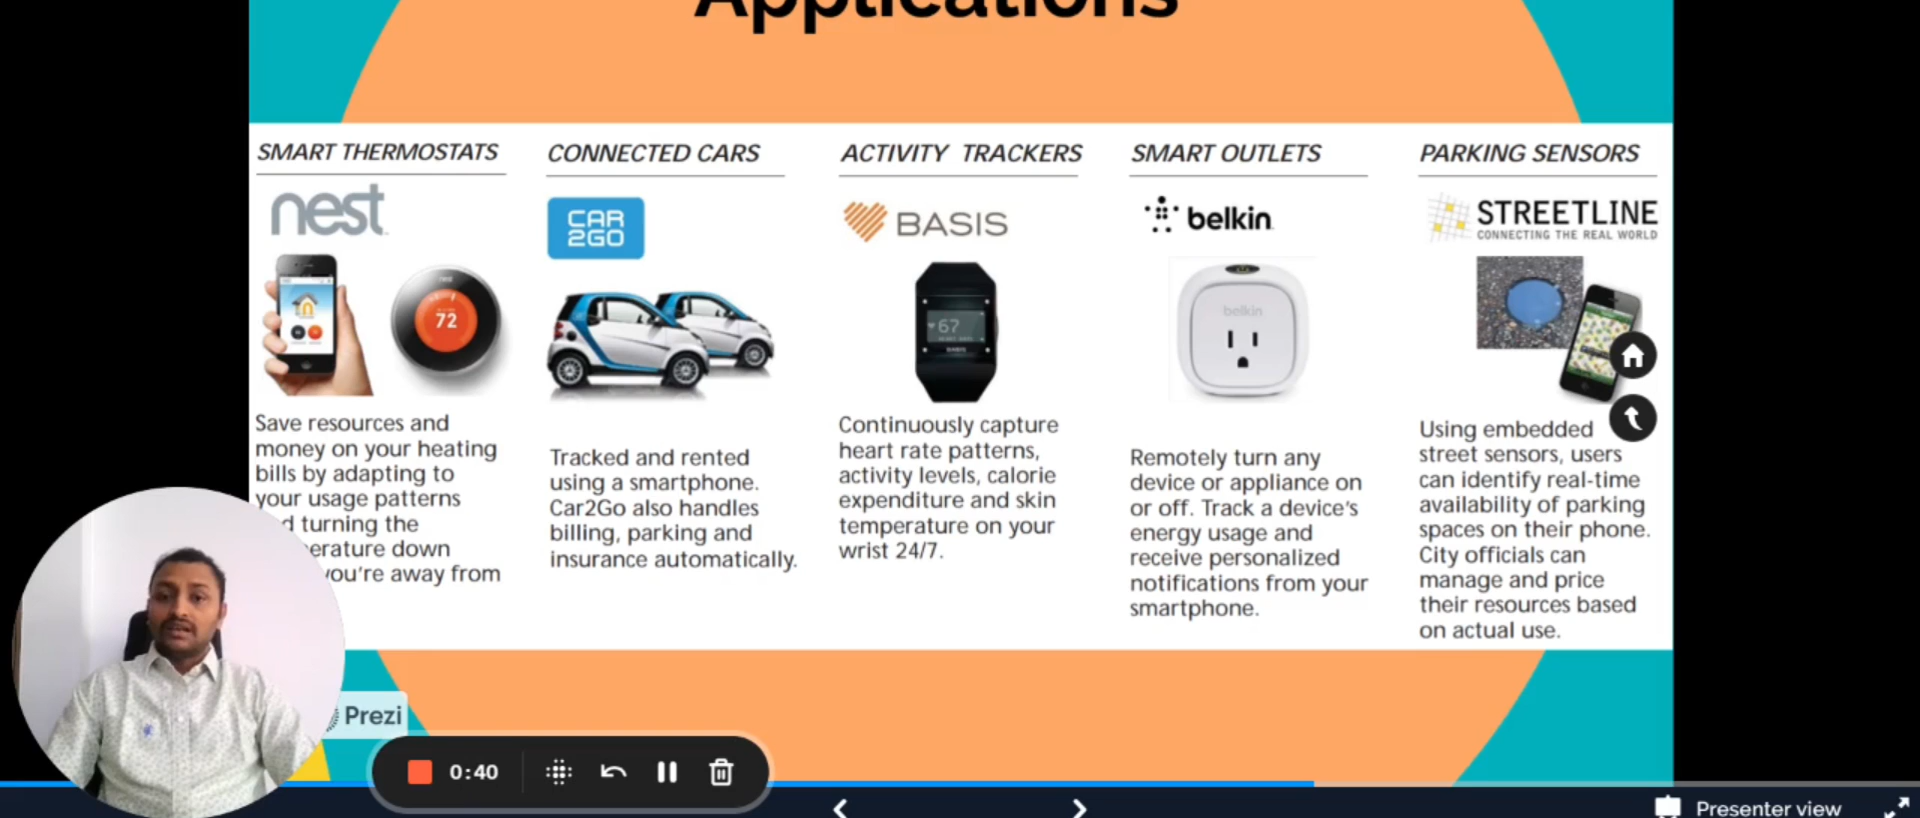 Applications
SMART THERMOSTATS
nest
72
Save resources and
money on your heating
bills by adapting to
your usage patterns
turning the
down
you're away from
CONNECTED CARS
CAR
2GO
Tracked and rented
using a smartphone.
Car2Go also handles
billing, parking and
insurance automatically.
ACTIVITY TRACKERS
BASIS
67
BASIS
Continuously capture
heart rate patterns,
activity levels, calorie
expenditure and skin
temperature on your
wrist 24/7.
SMART OUTLETS
belkin
belkin
Remotely turn any
device or appliance on
or off. Track a device's
energy usage and
receive personalized
notifications from your
smartphone.
PARKING SENSORS
STREETLINE
CONNECTING THE REAL WORLD
Using embedded
street sensors, users
can identify real-time
availability of parking
spaces on their phone.
City officials can
manage and price
their resources based
on actual use.
Prezi
0:40
Presenter view